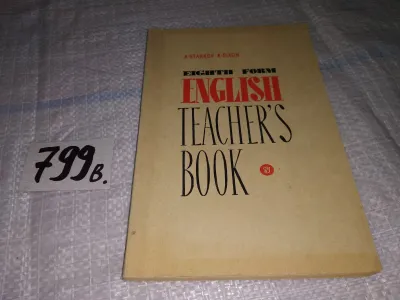 799в.
EIGHTH FORM
ENGLISH
TEACHER'S
BOOK